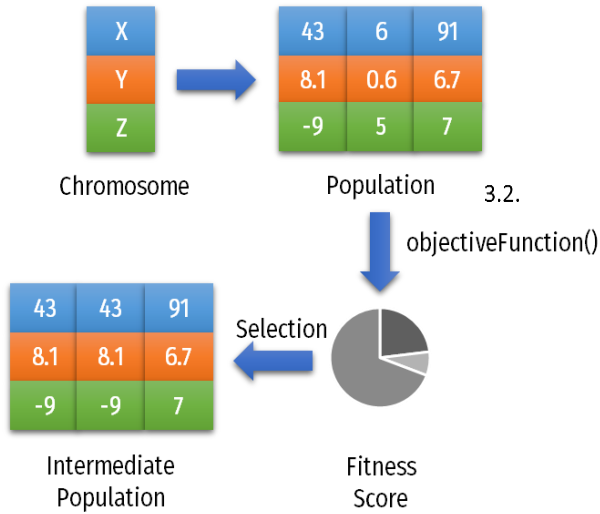 X
43 6 91
Y
8.1 0.6 6.7
Z
-9 5 7
Chromosome
Population
3.2.
objectiveFunction()
43 43 91
Selection
8.1 8.1 6.7
-9 -9 7
Intermediate
Population
Fitness
Score